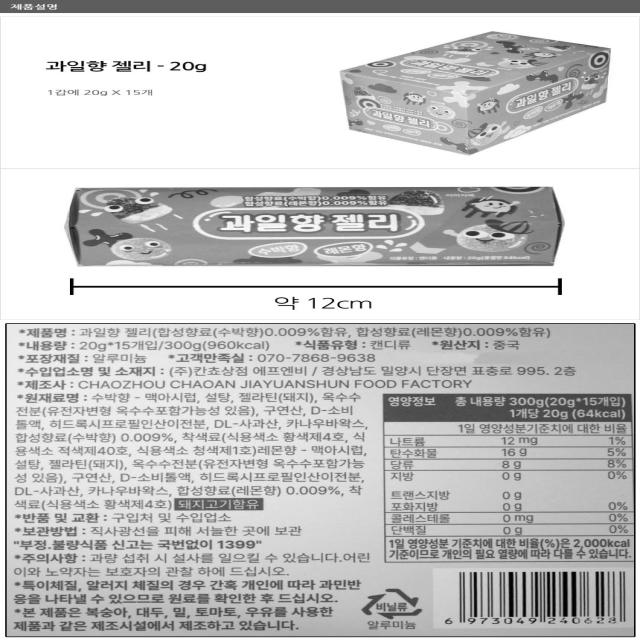 제품설명
과일향 젤리 - 20g
1갑에 20g X 15개
과일향 젤리
과일향 젤리
과일향 젤리
합성향료(수박향)0.009%함유
합성향료(레몬향)0.009%함유
과일향 젤리
수박향 레몬향
약 12cm
*제품명 : 과일향 젤리(합성향료(수박향)0.009%함유, 합성향료(레몬향)0.009%함유)
*내용량 : 20g*15개입/300g(960kcal) *식품유형 : 캔디류 *원산지 : 중국
*포장재질 : 알루미늄 *고객만족실 : 070-7868-9638
*수입업소명 및 소재지 : (주)칸쵸상점 에프엔비 / 경상남도 밀양시 단장면 표충로 995. 2층
*제조사 : CHAOZHOU CHAOAN JIAYUANSHUN FOOD FACTORY
*원재료명 : 수박향 - 맥아시럽, 설탕, 젤라틴(돼지), 옥수수
전분(유전자변형 옥수수포함가능성 있음), 구연산, D-소비
톨액, 히드록시프로필인산이전분, DL-사과산, 카나우바왁스,
합성향료(수박향) 0.009%, 착색료(식용색소 황색제4호, 식
용색소 적색제40호, 식용색소 청색제1호)레몬향 - 맥아시럽,
설탕, 젤라틴(돼지), 옥수수전분(유전자변형 옥수수포함가능
성 있음), 구연산, D-소비톨액, 히드록시프로필인산이전분,
DL-사과산, 카나우바왁스, 합성향료(레몬향) 0.009%, 착
색료(식용색소 황색제4호) 돼지고기함유
*반품 및 교환 : 구입처 및 수입업소
*보관방법 : 직사광선을 피해 서늘한 곳에 보관
"부정.불량식품 신고는 국번없이 1399"
*주의사항 : 과량 섭취 시 설사를 일으킬 수 있습니다.어린
이와 노약자는 보호자의 관찰 하에 드십시오.
*특이체질, 알러지 체질의 경우 간혹 개인에 따라 과민반
응을 나타낼 수 있으므로 원료를 확인한 후 드십시오.
*본 제품은 복숭아, 대두, 밀, 토마토, 우유를 사용한
제품과 같은 제조시설에서 제조하고 있습니다.
영양정보 총 내용량 300g(20g*15개입)
1개당 20g (64kcal)
1일 영양성분기준치에 대한 비율
나트륨 12 mg 1%
탄수화물 16 g 5%
당류 8 g 8%
지방 0 g 0%
트랜스지방 0 g
포화지방 0 g 0%
콜레스테롤 0 mg 0%
단백질 0 g 0%
1일 영양성분 기준치에 대한 비율(%)은 2,000kcal
기준이므로 개인의 필요 열량에 따라 다를 수 있습니다.
비닐류
알루미늄
6 973049 240628